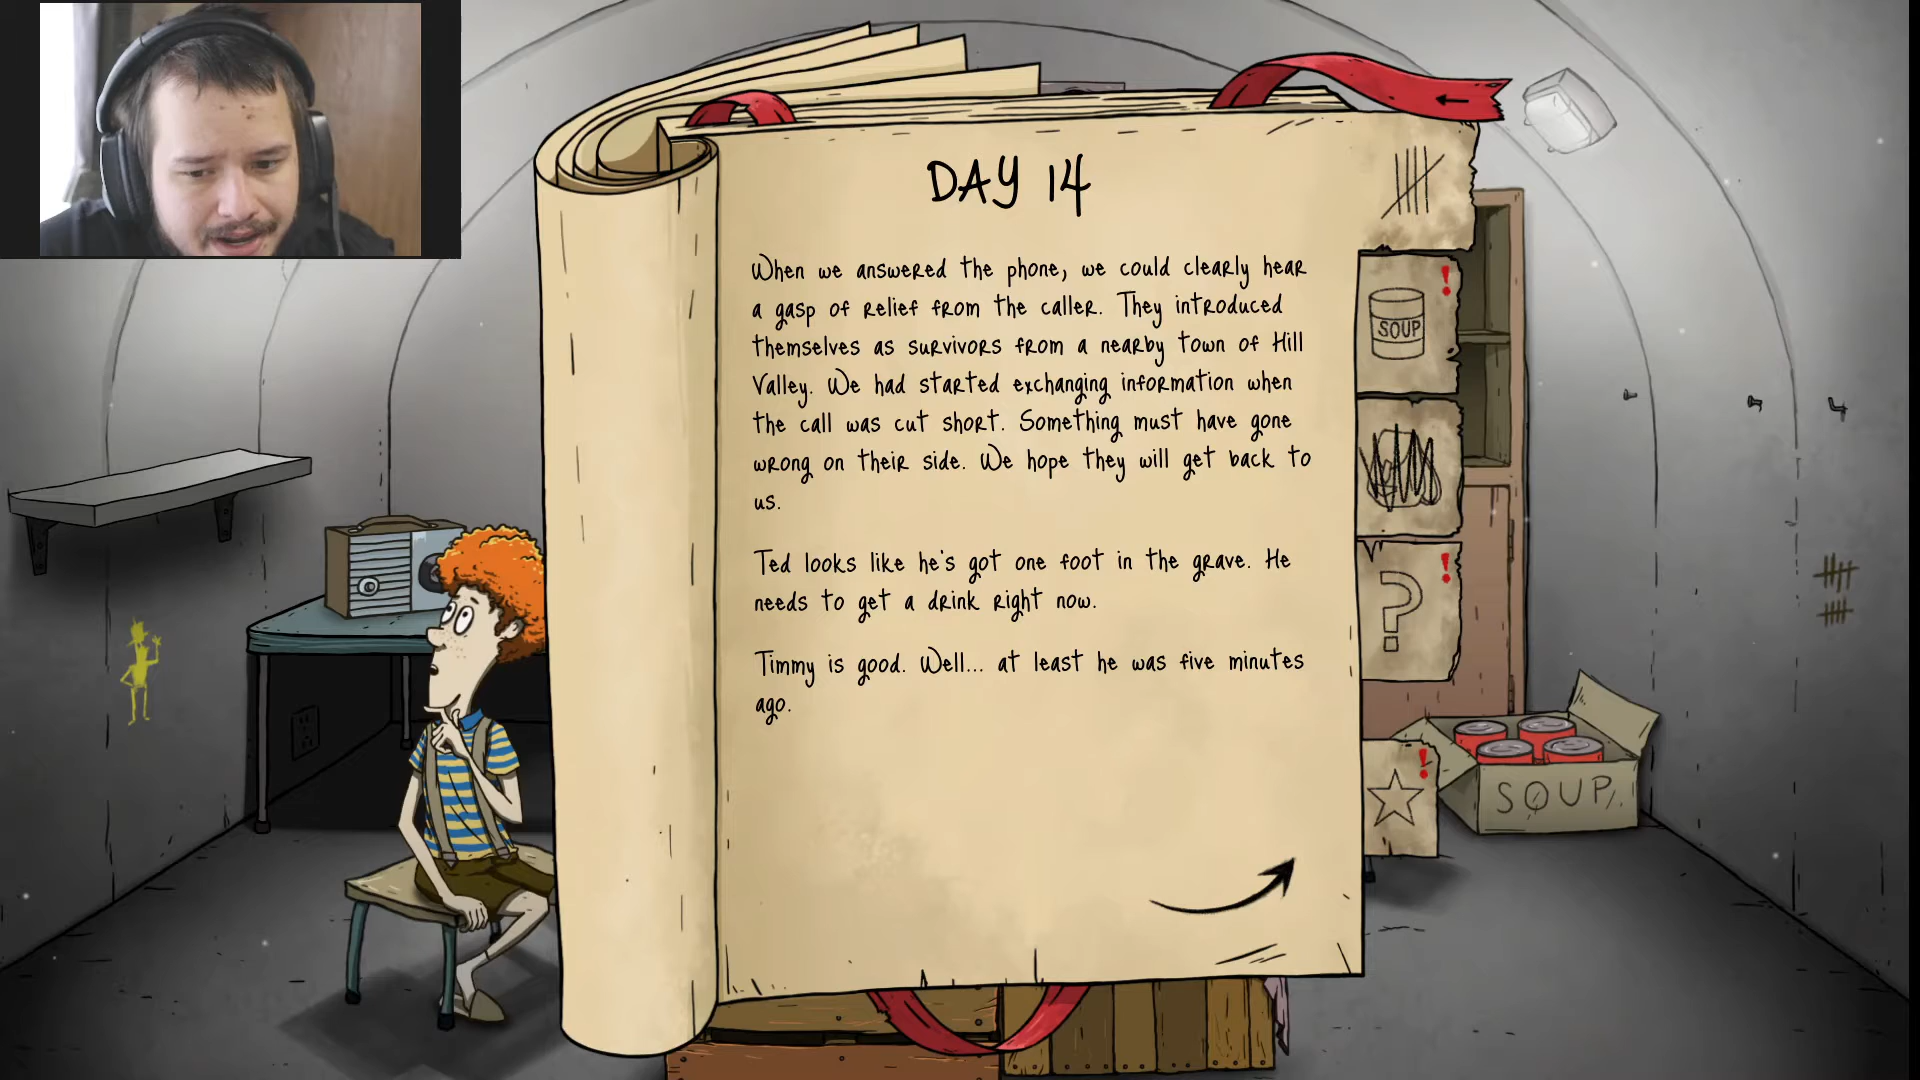 DAY 14
When we answered the phone, we could clearly hear
a gasp of relief from the caller. They introduced
themselves as survivors from a nearby town of Hill
Valley. We had started exchanging information when
the call was cut short. Something must have gone
wrong on their side. We hope they will get back to
us.
Ted looks like he's got one foot in the grave. He
needs to get a drink right now.
Timmy is good. Well... at least he was five minutes
ago.
!
SOUP
!
?
!
SOUP